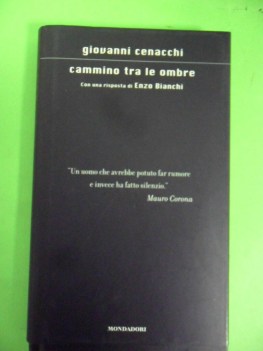 giovanni cenacchi
cammino tra le ombre
Con una risposta di Enzo Bianchi
"Un uomo che avrebbe potuto far rumore
e invece ha fatto silenzio."
Mauro Corona
MONDADORI